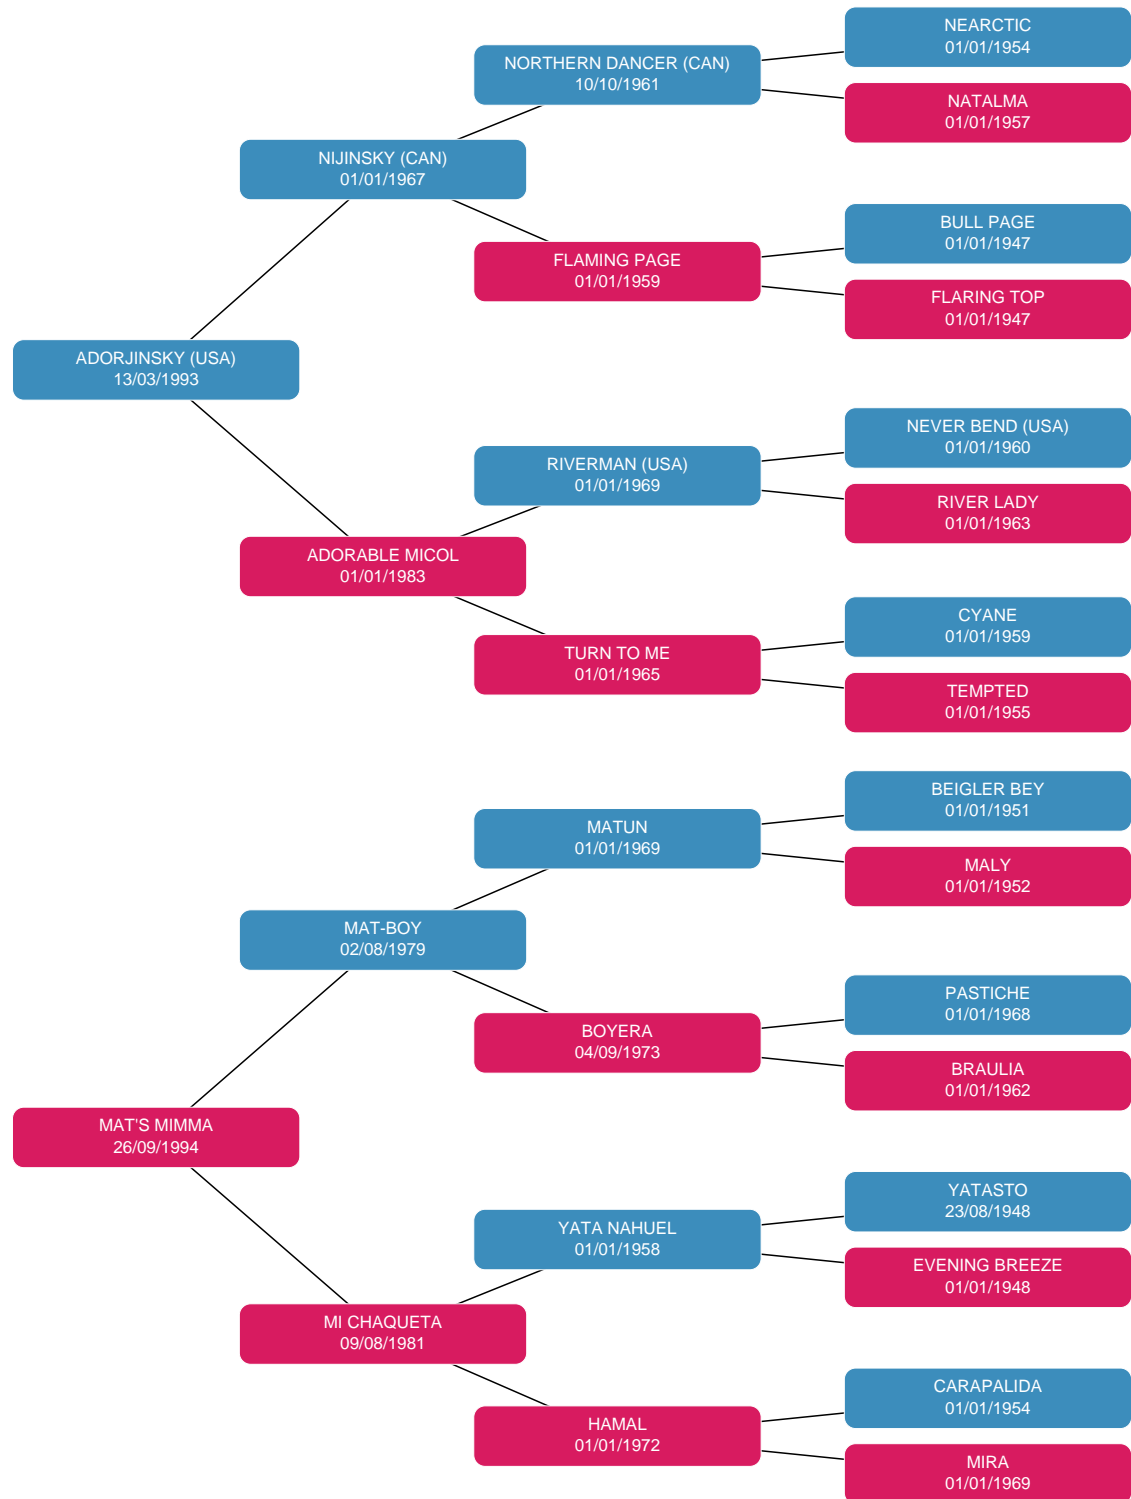 NEARCTIC
01/01/1954
NORTHERN DANCER (CAN)
10/10/1961
NATALMA
01/01/1957
NIJINSKY (CAN)
01/01/1967
BULL PAGE
01/01/1947
FLAMING PAGE
01/01/1959
FLARING TOP
01/01/1947
ADORJINSKY (USA)
13/03/1993
NEVER BEND (USA)
01/01/1960
RIVERMAN (USA)
01/01/1969
RIVER LADY
01/01/1963
ADORABLE MICOL
01/01/1983
CYANE
01/01/1959
TURN TO ME
01/01/1965
TEMPTED
01/01/1955
BEIGLER BEY
01/01/1951
MATUN
01/01/1969
MALY
01/01/1952
MAT-BOY
02/08/1979
PASTICHE
01/01/1968
BOYERA
04/09/1973
BRAULIA
01/01/1962
MAT'S MIMMA
26/09/1994
YATASTO
23/08/1948
YATA NAHUEL
01/01/1958
EVENING BREEZE
01/01/1948
MI CHAQUETA
09/08/1981
CARAPALIDA
01/01/1954
HAMAL
01/01/1972
MIRA
01/01/1969